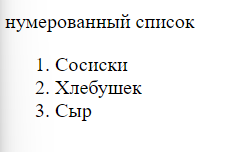 нумерованный список
1. Сосиски
2. Хлебушек
3. Сыр